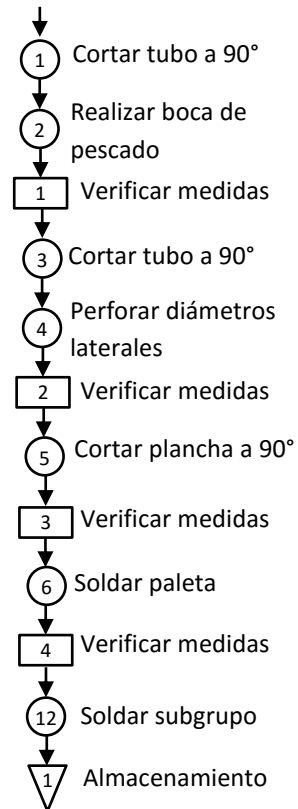 1 Cortar tubo a 90°
2 Realizar boca de
pescado
1 Verificar medidas
3 Cortar tubo a 90°
4 Perforar diámetros
laterales
2 Verificar medidas
5 Cortar plancha a 90°
3 Verificar medidas
6 Soldar paleta
4 Verificar medidas
12 Soldar subgrupo
1 Almacenamiento